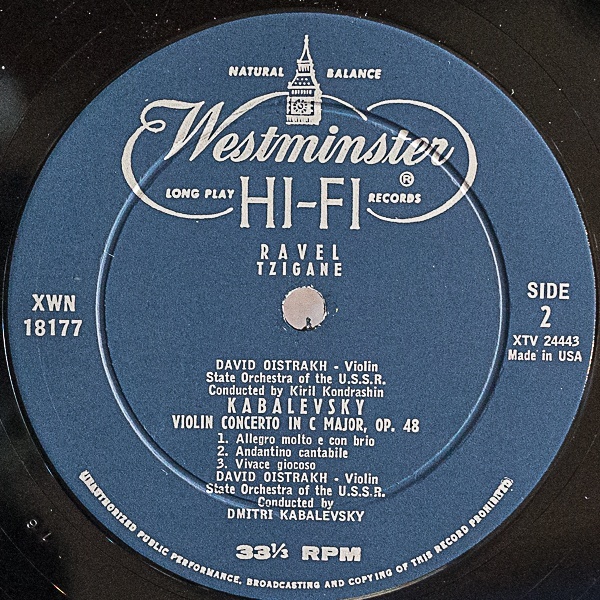 NATURAL BALANCE
Westminster
LONG PLAY HI-FI ® RECORDS
RAVEL
TZIGANE
XWN
18177
SIDE
2
XTV 24443
Made in USA
DAVID OISTRAKH - Violin
State Orchestra of the U.S.S.R.
Conducted by Kiril Kondrashin
KABALEVSKY
VIOLIN CONCERTO IN C MAJOR, OP. 48
1. Allegro molto e con brio
2. Andantino cantabile
3. Vivace giocoso
DAVID OISTRAKH - Violin
State Orchestra of the U.S.S.R.
Conducted by
DMITRI KABALEVSKY
33⅓ RPM
UNAUTHORIZED PUBLIC PERFORMANCE, BROADCASTING AND COPYING OF THIS RECORD PROHIBITED